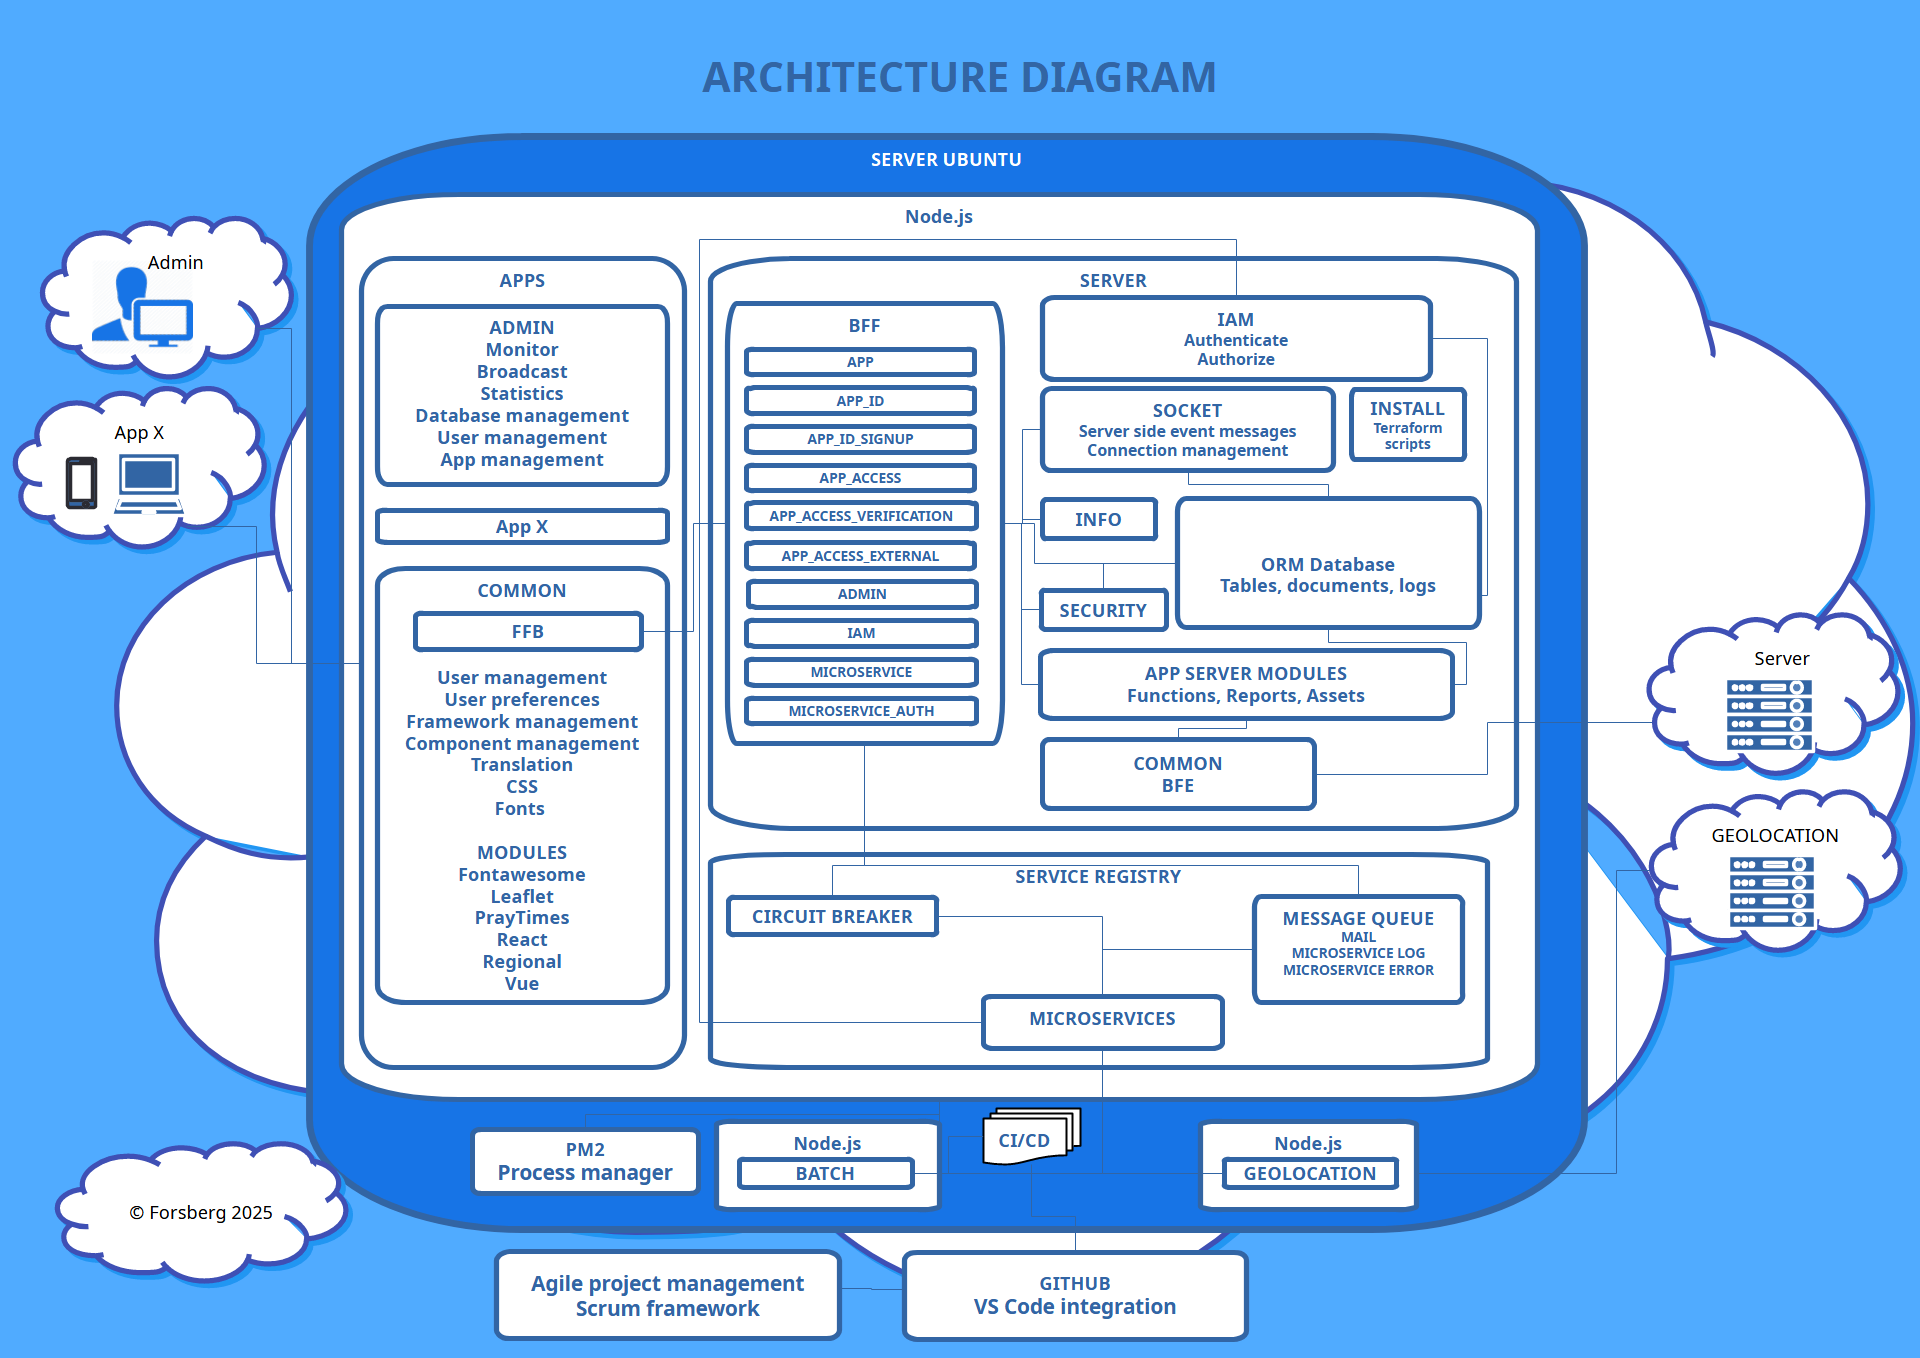 ARCHITECTURE DIAGRAM
SERVER UBUNTU
Node.js
Admin
App X
APPS
ADMIN
Monitor
Broadcast
Statistics
Database management
User management
App management
App X
COMMON
FFB
User management
User preferences
Framework management
Component management
Translation
CSS
Fonts
MODULES
Fontawesome
Leaflet
PrayTimes
React
Regional
Vue
SERVER
BFF
APP
APP_ID
APP_ID_SIGNUP
APP_ACCESS
APP_ACCESS_VERIFICATION
APP_ACCESS_EXTERNAL
ADMIN
IAM
MICROSERVICE
MICROSERVICE_AUTH
IAM
Authenticate
Authorize
SOCKET
Server side event messages
Connection management
INSTALL
Terraform
scripts
INFO
ORM Database
Tables, documents, logs
SECURITY
APP SERVER MODULES
Functions, Reports, Assets
COMMON
BFE
Server
GEOLOCATION
SERVICE REGISTRY
CIRCUIT BREAKER
MESSAGE QUEUE
MAIL
MICROSERVICE LOG
MICROSERVICE ERROR
MICROSERVICES
PM2
Process manager
Node.js
BATCH
CI/CD
Node.js
GEOLOCATION
© Forsberg 2025
Agile project management
Scrum framework
GITHUB
VS Code integration